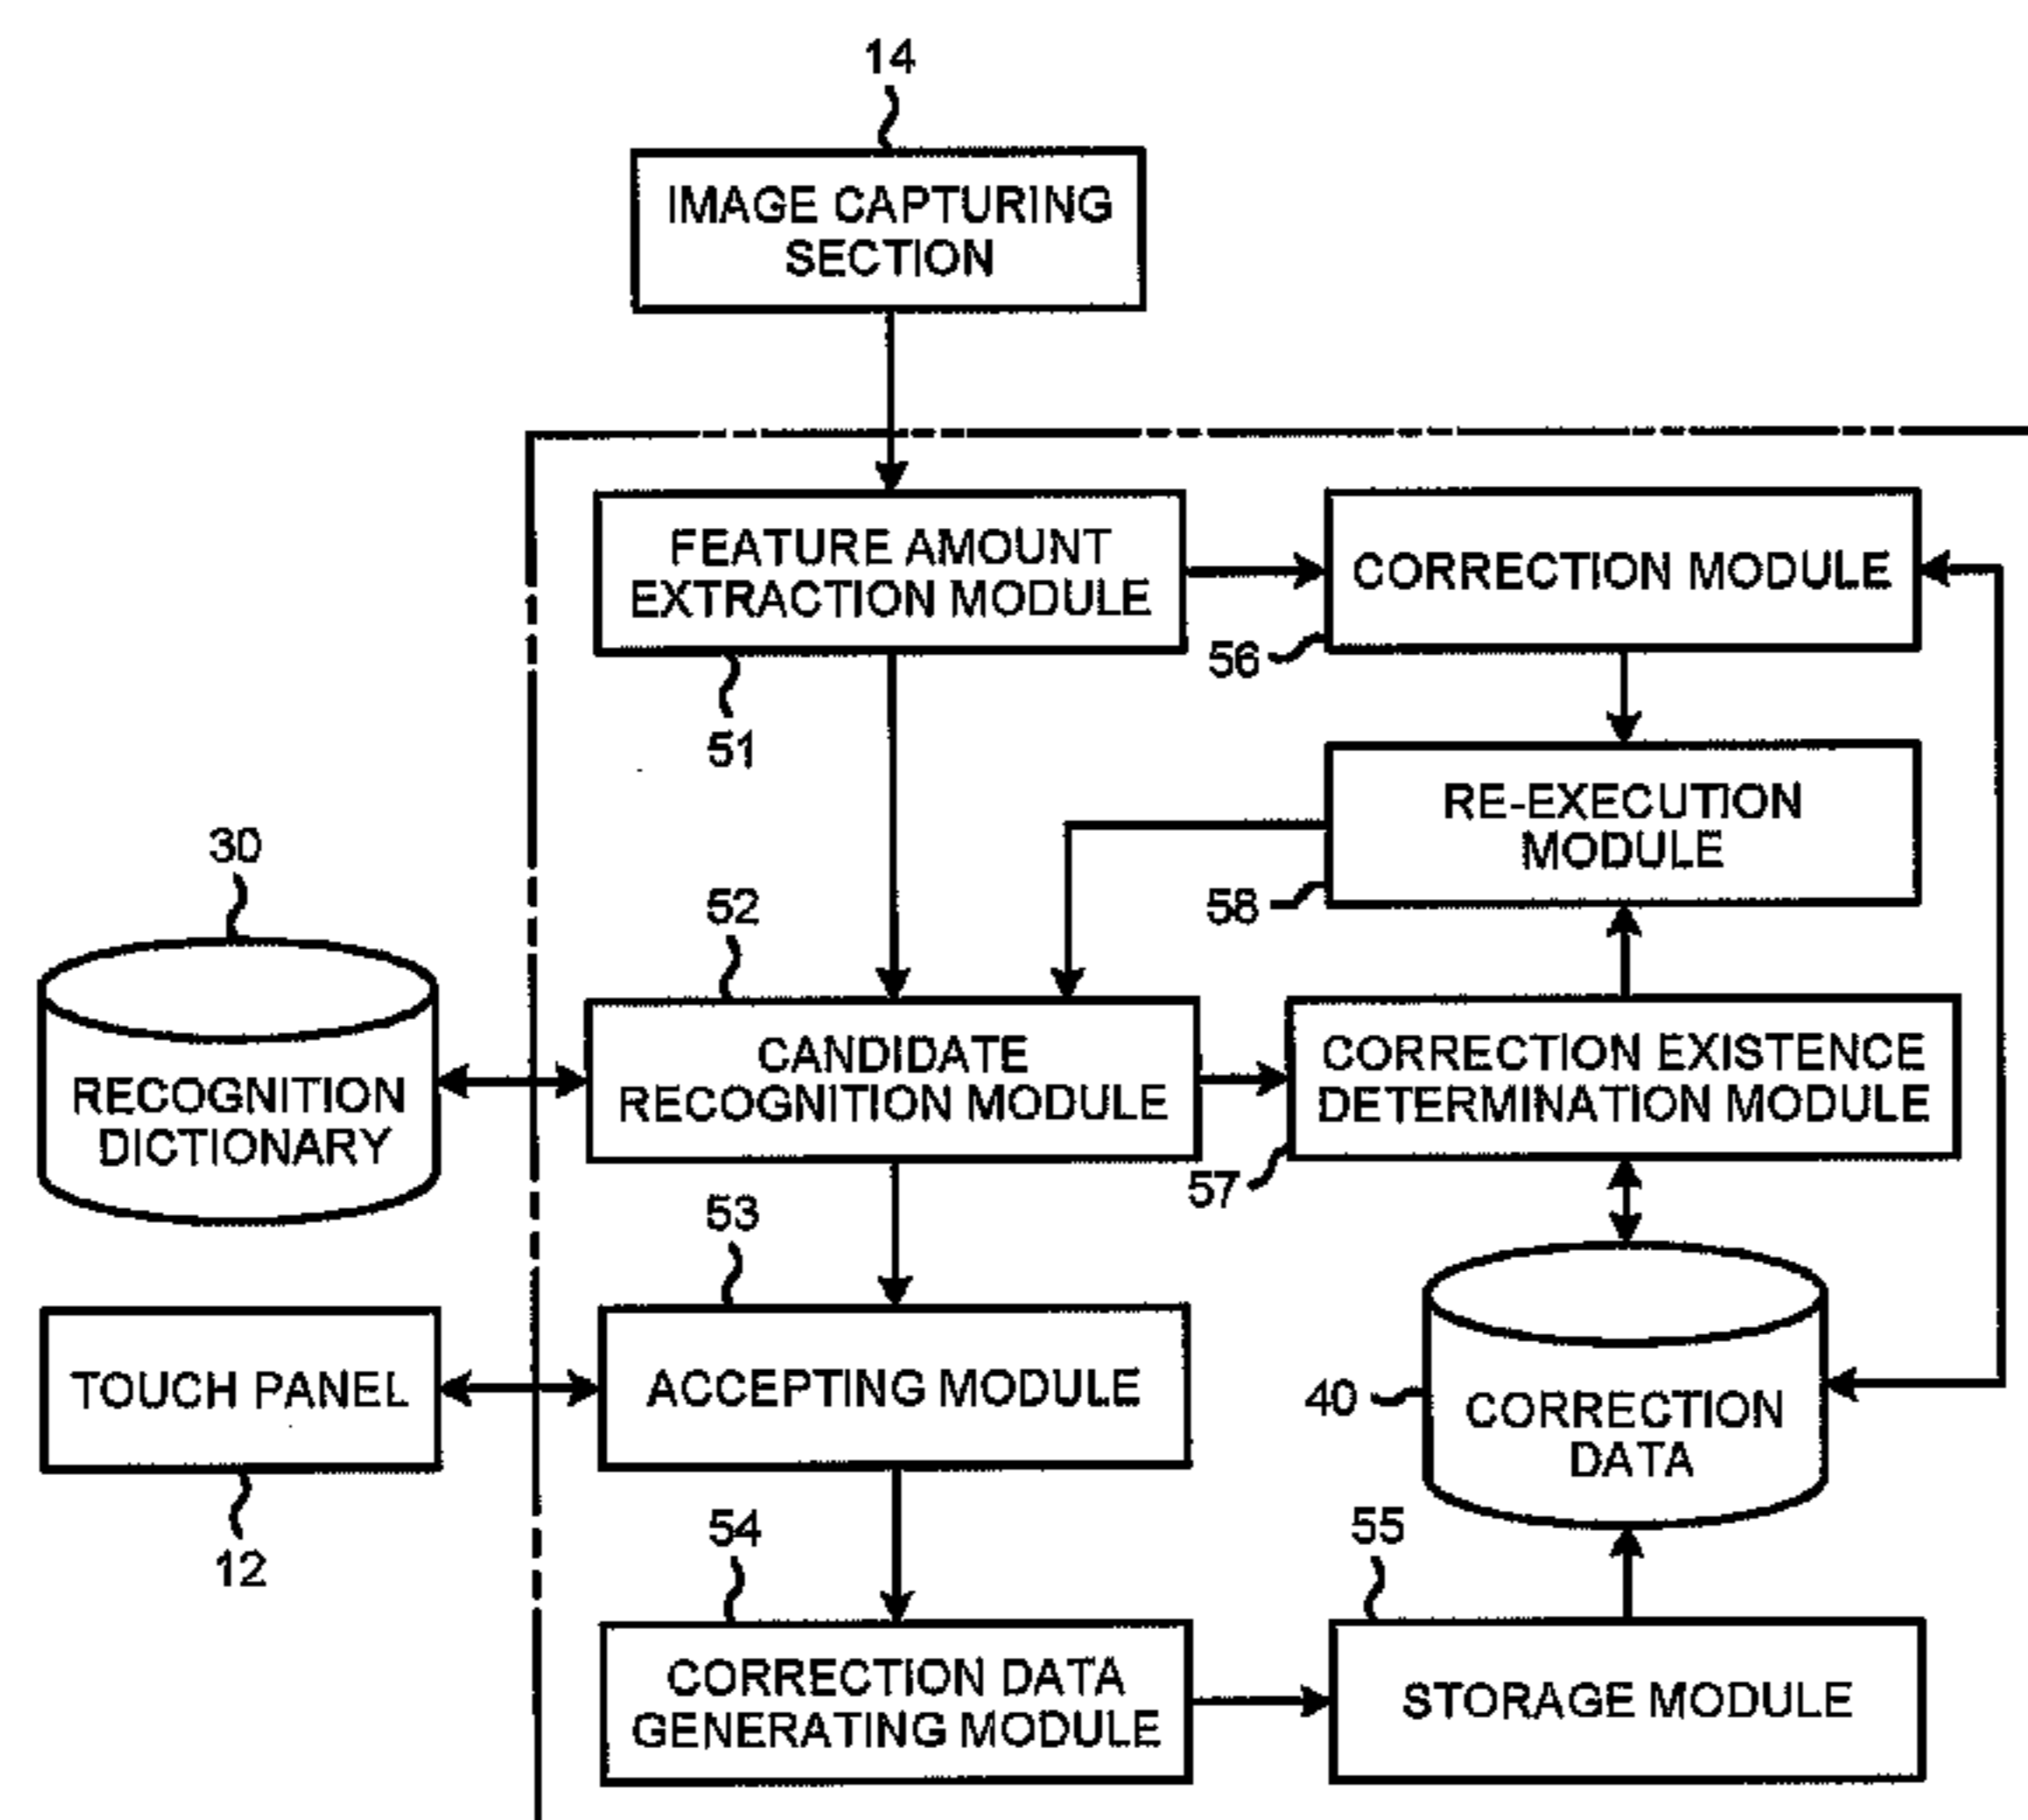 14
IMAGE CAPTURING
SECTION
FEATURE AMOUNT
EXTRACTION MODULE
51
CORRECTION MODULE
56
RE-EXECUTION
MODULE
58
30
RECOGNITION
DICTIONARY
52
CANDIDATE
RECOGNITION MODULE
CORRECTION EXISTENCE
DETERMINATION MODULE
57
53
TOUCH PANEL
12
ACCEPTING MODULE
40
CORRECTION
DATA
54
CORRECTION DATA
GENERATING MODULE
55
STORAGE MODULE